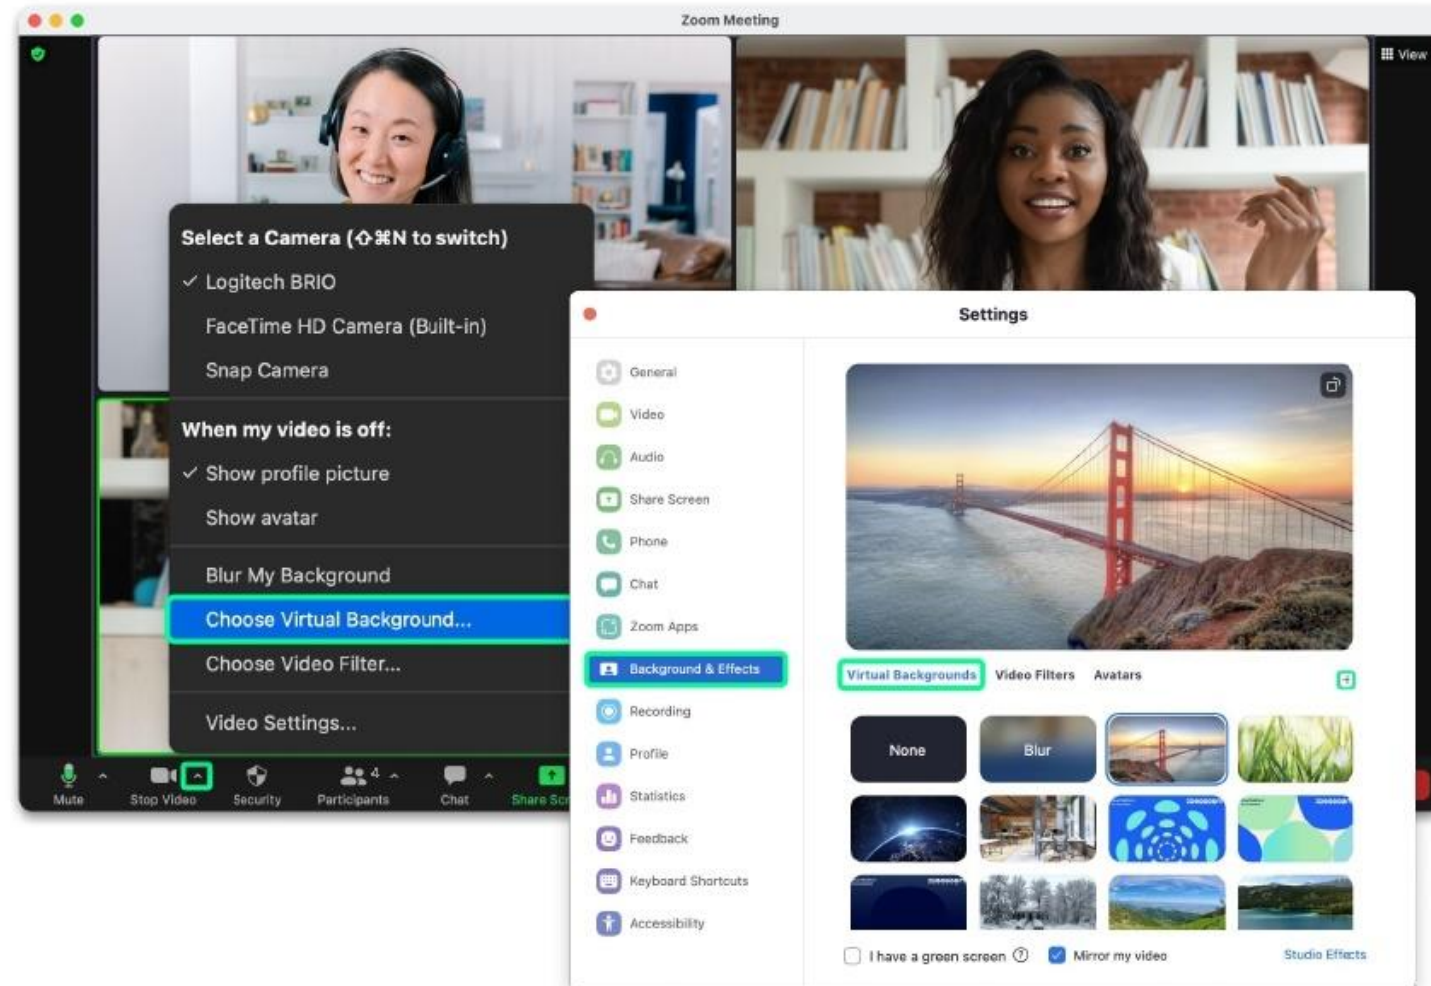 Zoom Meeting
View
Select a Camera (⇧⌘N to switch)
✓ Logitech BRIO
FaceTime HD Camera (Built-in)
Snap Camera
When my video is off:
✓ Show profile picture
Show avatar
Blur My Background
Choose Virtual Background...
Choose Video Filter...
Video Settings...
Mute
Stop Video
Security
4
Participants
Chat
Share Scr
Settings
General
Video
Audio
Share Screen
Phone
Chat
Zoom Apps
Background & Effects
Recording
Profile
Statistics
Feedback
Keyboard Shortcuts
Accessibility
Virtual Backgrounds Video Filters Avatars
None
Blur
I have a green screen ? Mirror my video Studio Effects